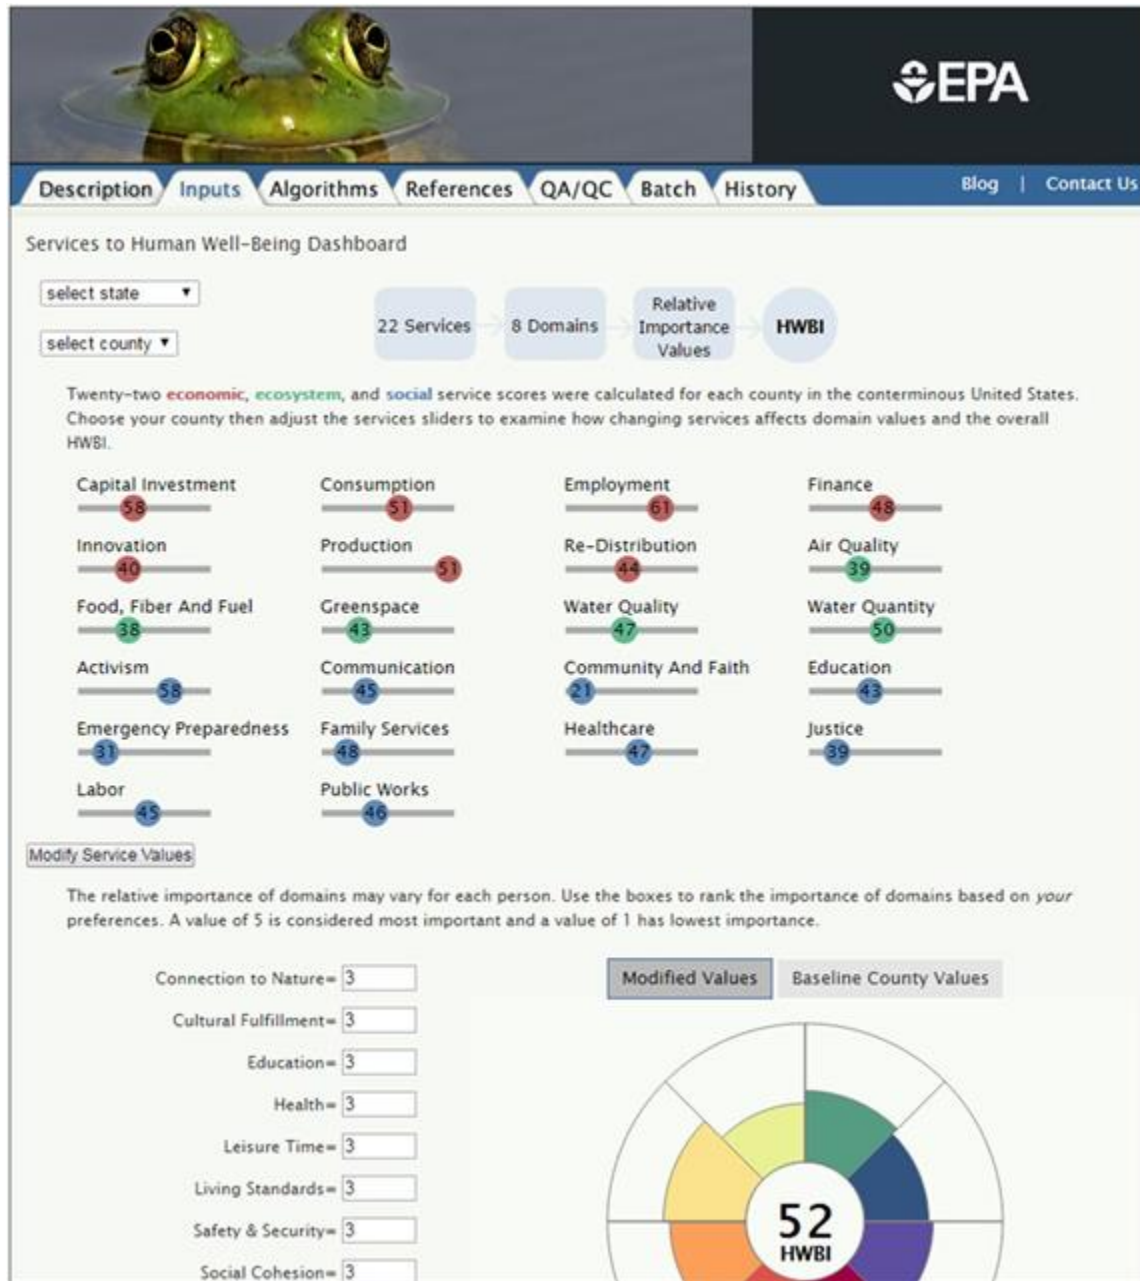 EPA
Description Inputs Algorithms References QA/QC Batch History Blog | Contact Us
Services to Human Well-Being Dashboard
select state
select county
22 Services
8 Domains
Relative
Importance
Values
HWBI
Twenty-two economic, ecosystem, and social service scores were calculated for each county in the conterminous United States.
Choose your county then adjust the services sliders to examine how changing services affects domain values and the overall
HWBI.
Capital Investment Consumption Employment Finance
58 51 61 48
Innovation Production Re-Distribution Air Quality
40 51 44 39
Food, Fiber And Fuel Greenspace Water Quality Water Quantity
38 43 47 50
Activism Communication Community And Faith Education
58 45 21 43
Emergency Preparedness Family Services Healthcare Justice
31 48 47 39
Labor Public Works
45 46
Modify Service Values
The relative importance of domains may vary for each person. Use the boxes to rank the importance of domains based on your
preferences. A value of 5 is considered most important and a value of 1 has lowest importance.
Connection to Nature= 3
Cultural Fulfillment= 3
Education= 3
Health= 3
Leisure Time= 3
Living Standards= 3
Safety & Security= 3
Social Cohesion= 3
Modified Values Baseline County Values
52
HWBI